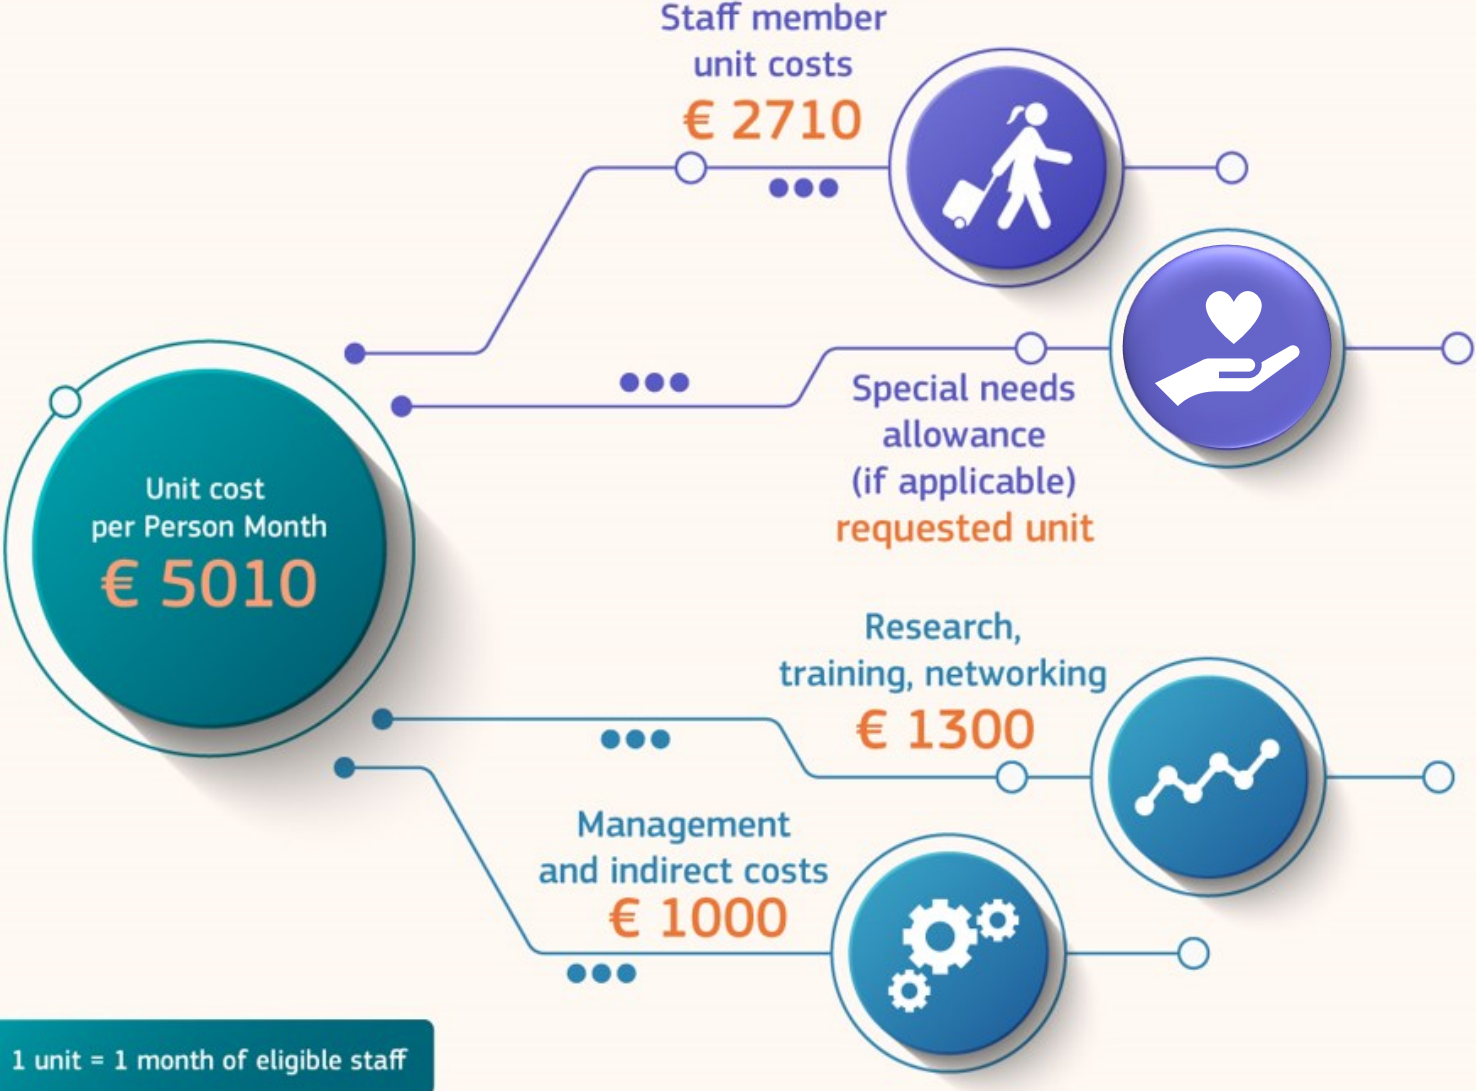 Staff member
unit costs
€ 2710
Special needs
allowance
(if applicable)
requested unit
Unit cost
per Person Month
€ 5010
Research,
training, networking
€ 1300
Management
and indirect costs
€ 1000
1 unit = 1 month of eligible staff